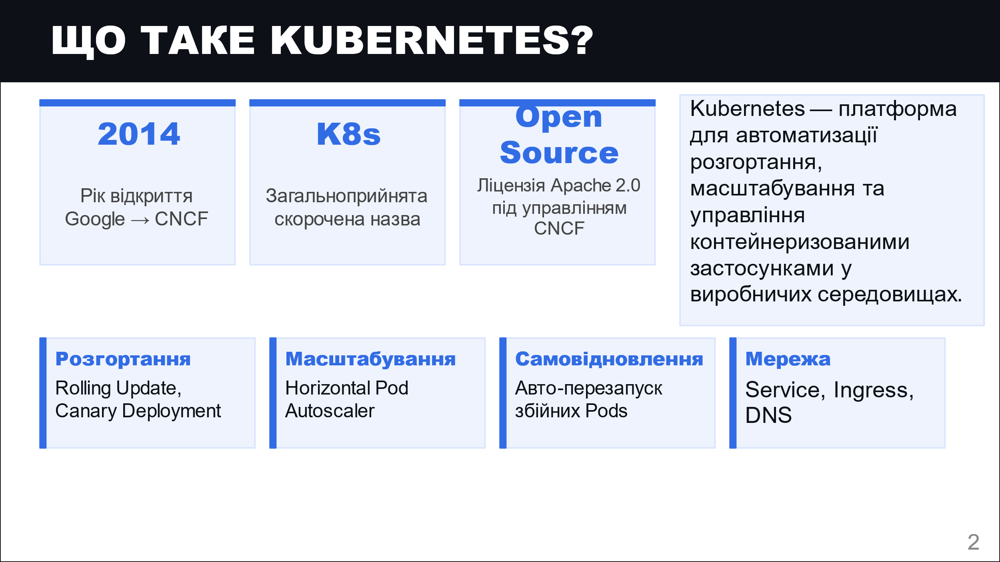 ЩО ТАКЕ KUBERNETES?
2014
Рік відкриття
Google → CNCF
K8s
Загальноприйнята
скорочена назва
Open
Source
Ліцензія Apache 2.0
під управлінням
CNCF
Kubernetes — платформа
для автоматизації
розгортання,
масштабування та
управління
контейнеризованими
застосунками у
виробничих середовищах.
Розгортання
Rolling Update,
Canary Deployment
Масштабування
Horizontal Pod
Autoscaler
Самовідновлення
Авто-перезапуск
збійних Pods
Мережа
Service, Ingress,
DNS
2